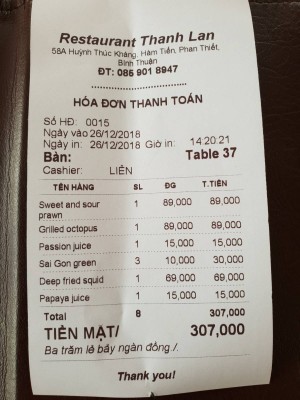 Restaurant Thanh Lan
58A Huỳnh Thúc Kháng, Hàm Tiến, Phan Thiết,
Bình Thuận
ĐT: 085 901 8947
HÓA ĐƠN THANH TOÁN
Số HĐ: 0015
Ngày vào 26/12/2018
Ngày in: 26/12/2018 Giờ in: 14:20:21
Bàn: Table 37
Cashier: LIÊN
TÊN HÀNG SL ĐG T.TIỀN
Sweet and sour prawn 1 89,000 89,000
Grilled octopus 1 89,000 89,000
Passion juice 1 15,000 15,000
Sai Gon green 3 10,000 30,000
Deep fried squid 1 69,000 69,000
Papaya juice 1 15,000 15,000
Total 8 307,000
TIỀN MẶT/ 307,000
Ba trăm lẻ bảy ngàn đồng./.
Thank you!